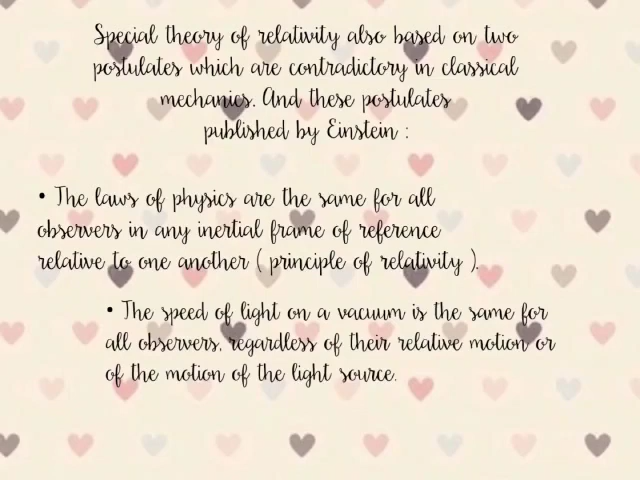 Special theory of relativity also based on two
postulates which are contradictory in classical
mechanics. And these postulates
published by Einstein :
• The laws of physics are the same for all
observers in any inertial frame of reference
relative to one another ( principle of relativity ).
• The speed of light on a vacuum is the same for
all observers, regardless of their relative motion or
of the motion of the light source.